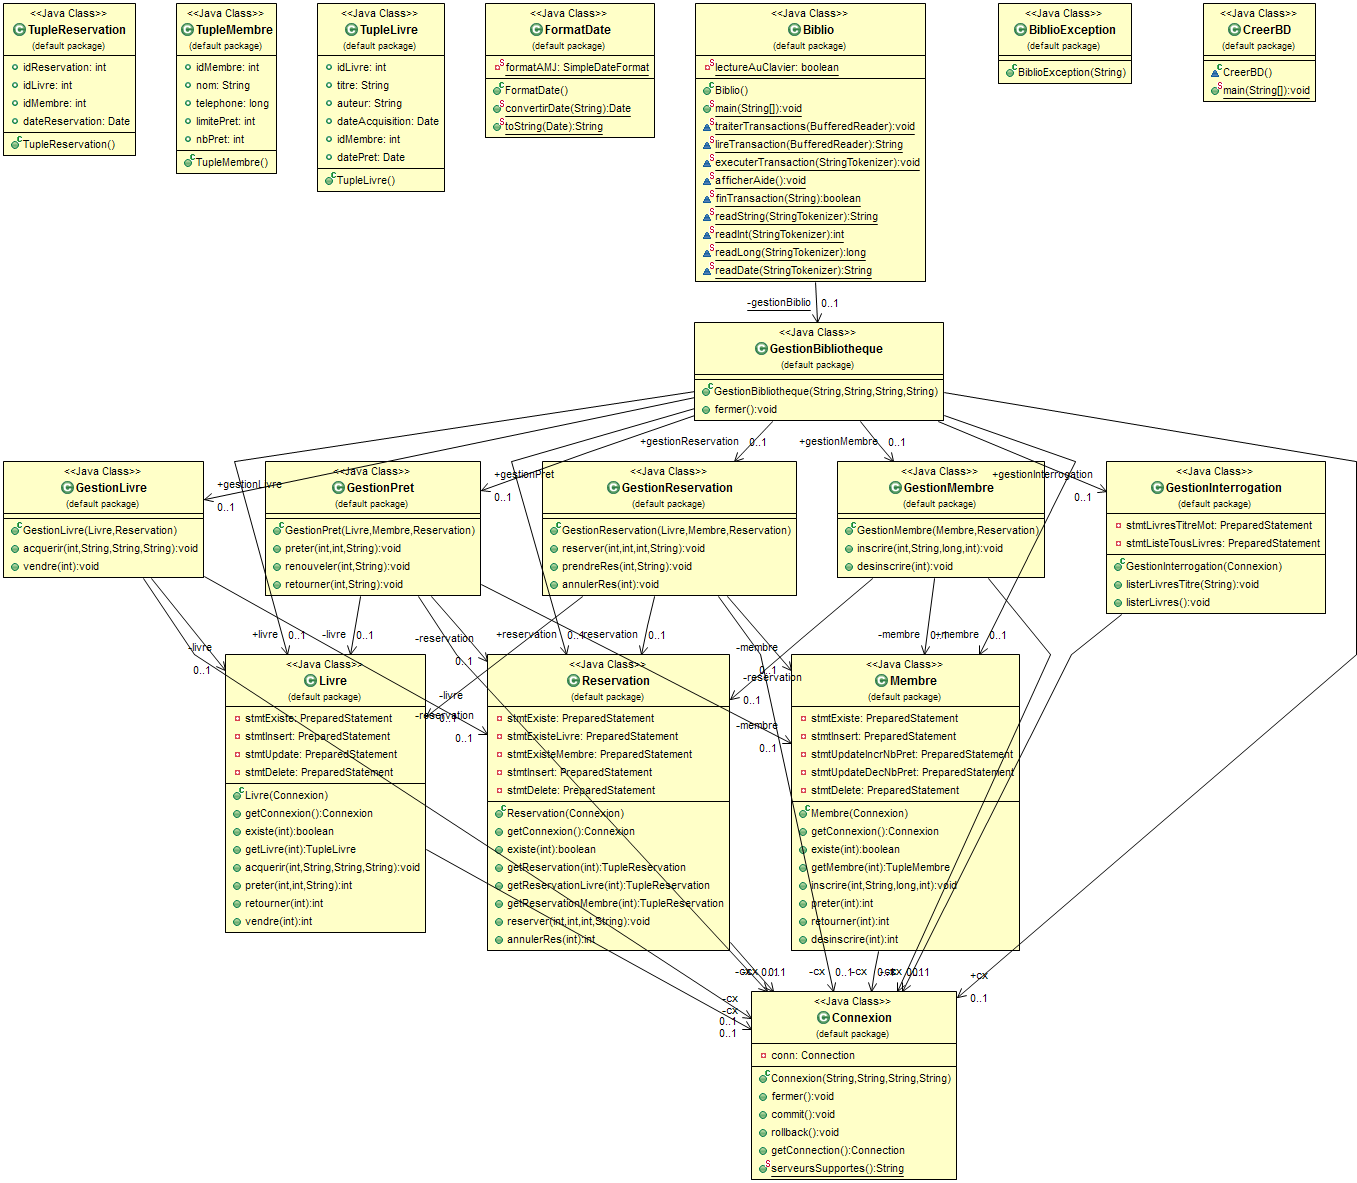 <<Java Class>>
TupleReservation
(default package)
idReservation: int
idLivre: int
idMembre: int
dateReservation: Date
TupleReservation()
<<Java Class>>
TupleMembre
(default package)
idMembre: int
nom: String
telephone: long
limitePret: int
nbPret: int
TupleMembre()
<<Java Class>>
TupleLivre
(default package)
idLivre: int
titre: String
auteur: String
dateAcquisition: Date
idMembre: int
datePret: Date
TupleLivre()
<<Java Class>>
FormatDate
(default package)
formatAMJ: SimpleDateFormat
FormatDate()
convertirDate(String):Date
toString(Date):String
<<Java Class>>
Biblio
(default package)
lectureAuClavier: boolean
Biblio()
main(String[]):void
traiterTransactions(BufferedReader):void
lireTransaction(BufferedReader):String
executerTransaction(StringTokenizer):void
afficherAide():void
finTransaction(String):boolean
readString(StringTokenizer):String
readInt(StringTokenizer):int
readLong(StringTokenizer):long
readDate(StringTokenizer):String
<<Java Class>>
BiblioException
(default package)
BiblioException(String)
<<Java Class>>
CreerBD
(default package)
CreerBD()
main(String[]):void
-gestionBiblio 0..1
<<Java Class>>
GestionBibliotheque
(default package)
GestionBibliotheque(String,String,String,String)
fermer():void
+gestionLivre
0..1
+gestionPret
0..1
+gestionReservation 0..1
+gestionMembre 0..1
+gestionInterrogation
0..1
<<Java Class>>
GestionLivre
(default package)
GestionLivre(Livre,Reservation)
acquerir(int,String,String,String):void
vendre(int):void
<<Java Class>>
GestionPret
(default package)
GestionPret(Livre,Membre,Reservation)
preter(int,int,String):void
renouveler(int,String):void
retourner(int,String):void
<<Java Class>>
GestionReservation
(default package)
GestionReservation(Livre,Membre,Reservation)
reserver(int,int,int,String):void
prendreRes(int,String):void
annulerRes(int):void
<<Java Class>>
GestionMembre
(default package)
GestionMembre(Membre,Reservation)
inscrire(int,String,long,int):void
desinscrire(int):void
<<Java Class>>
GestionInterrogation
(default package)
stmtLivresTitreMot: PreparedStatement
stmtListeTousLivres: PreparedStatement
GestionInterrogation(Connexion)
listerLivresTitre(String):void
listerLivres():void
-livre
0..1
+livre 0..1
-livre 0..1
-reservation
0..1
+reservation 0..1
-reservation 0..1
-membre
0..1
-membre 0..1
+membre 0..1
-reservation
0..1
-livre
0..1
-reservation
0..1
-membre
0..1
<<Java Class>>
Livre
(default package)
stmtExiste: PreparedStatement
stmtInsert: PreparedStatement
stmtUpdate: PreparedStatement
stmtDelete: PreparedStatement
Livre(Connexion)
getConnexion():Connexion
existe(int):boolean
getLivre(int):TupleLivre
acquerir(int,String,String,String):void
preter(int,int,String):int
retourner(int):int
vendre(int):int
<<Java Class>>
Reservation
(default package)
stmtExiste: PreparedStatement
stmtExisteLivre: PreparedStatement
stmtExisteMembre: PreparedStatement
stmtInsert: PreparedStatement
stmtDelete: PreparedStatement
Reservation(Connexion)
getConnexion():Connexion
existe(int):boolean
getReservation(int):TupleReservation
getReservationLivre(int):TupleReservation
getReservationMembre(int):TupleReservation
reserver(int,int,int,String):void
annulerRes(int):int
<<Java Class>>
Membre
(default package)
stmtExiste: PreparedStatement
stmtInsert: PreparedStatement
stmtUpdateIncrNbPret: PreparedStatement
stmtUpdateDecNbPret: PreparedStatement
stmtDelete: PreparedStatement
Membre(Connexion)
getConnexion():Connexion
existe(int):boolean
getMembre(int):TupleMembre
inscrire(int,String,long,int):void
preter(int):int
retourner(int):int
desinscrire(int):int
-cx 0..1
-cx
+cx
0..1
-cx
-cx
0..1
0..1
<<Java Class>>
Connexion
(default package)
conn: Connection
Connexion(String,String,String,String)
fermer():void
commit():void
rollback():void
getConnection():Connection
serveursSupportes():String